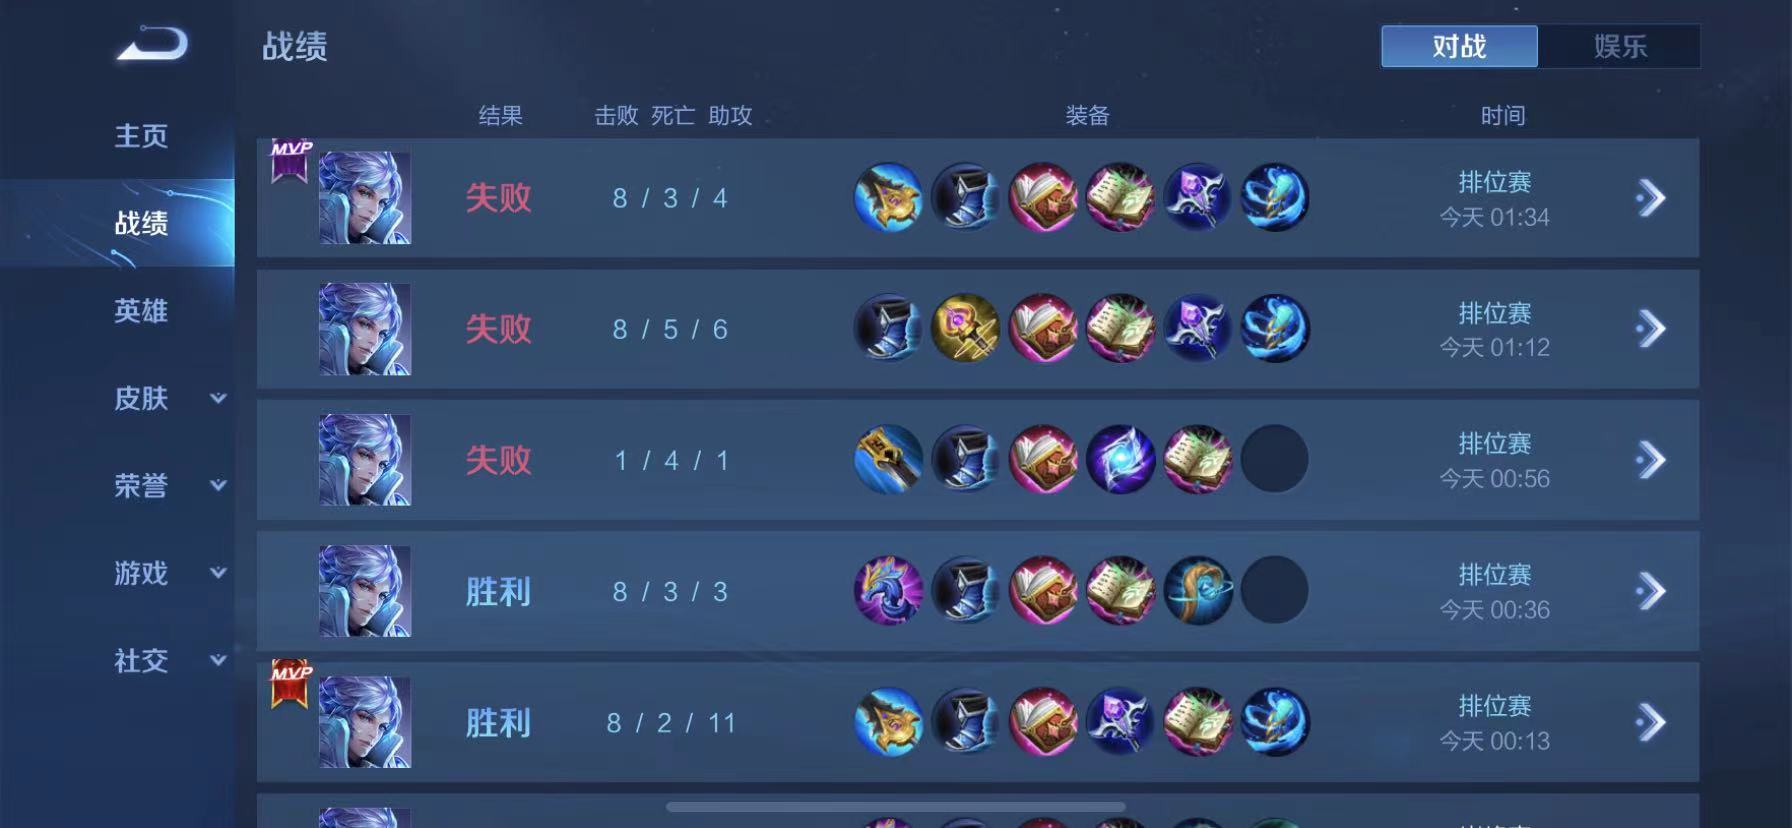 战绩
对战 娱乐
主页
战绩
英雄
皮肤
荣誉
游戏
社交
结果 击败 死亡 助攻 装备 时间
MVP
失败 8 / 3 / 4 排位赛
今天 01:34
失败 8 / 5 / 6 排位赛
今天 01:12
失败 1 / 4 / 1 排位赛
今天 00:56
胜利 8 / 3 / 3 排位赛
今天 00:36
MVP
胜利 8 / 2 / 11 排位赛
今天 00:13